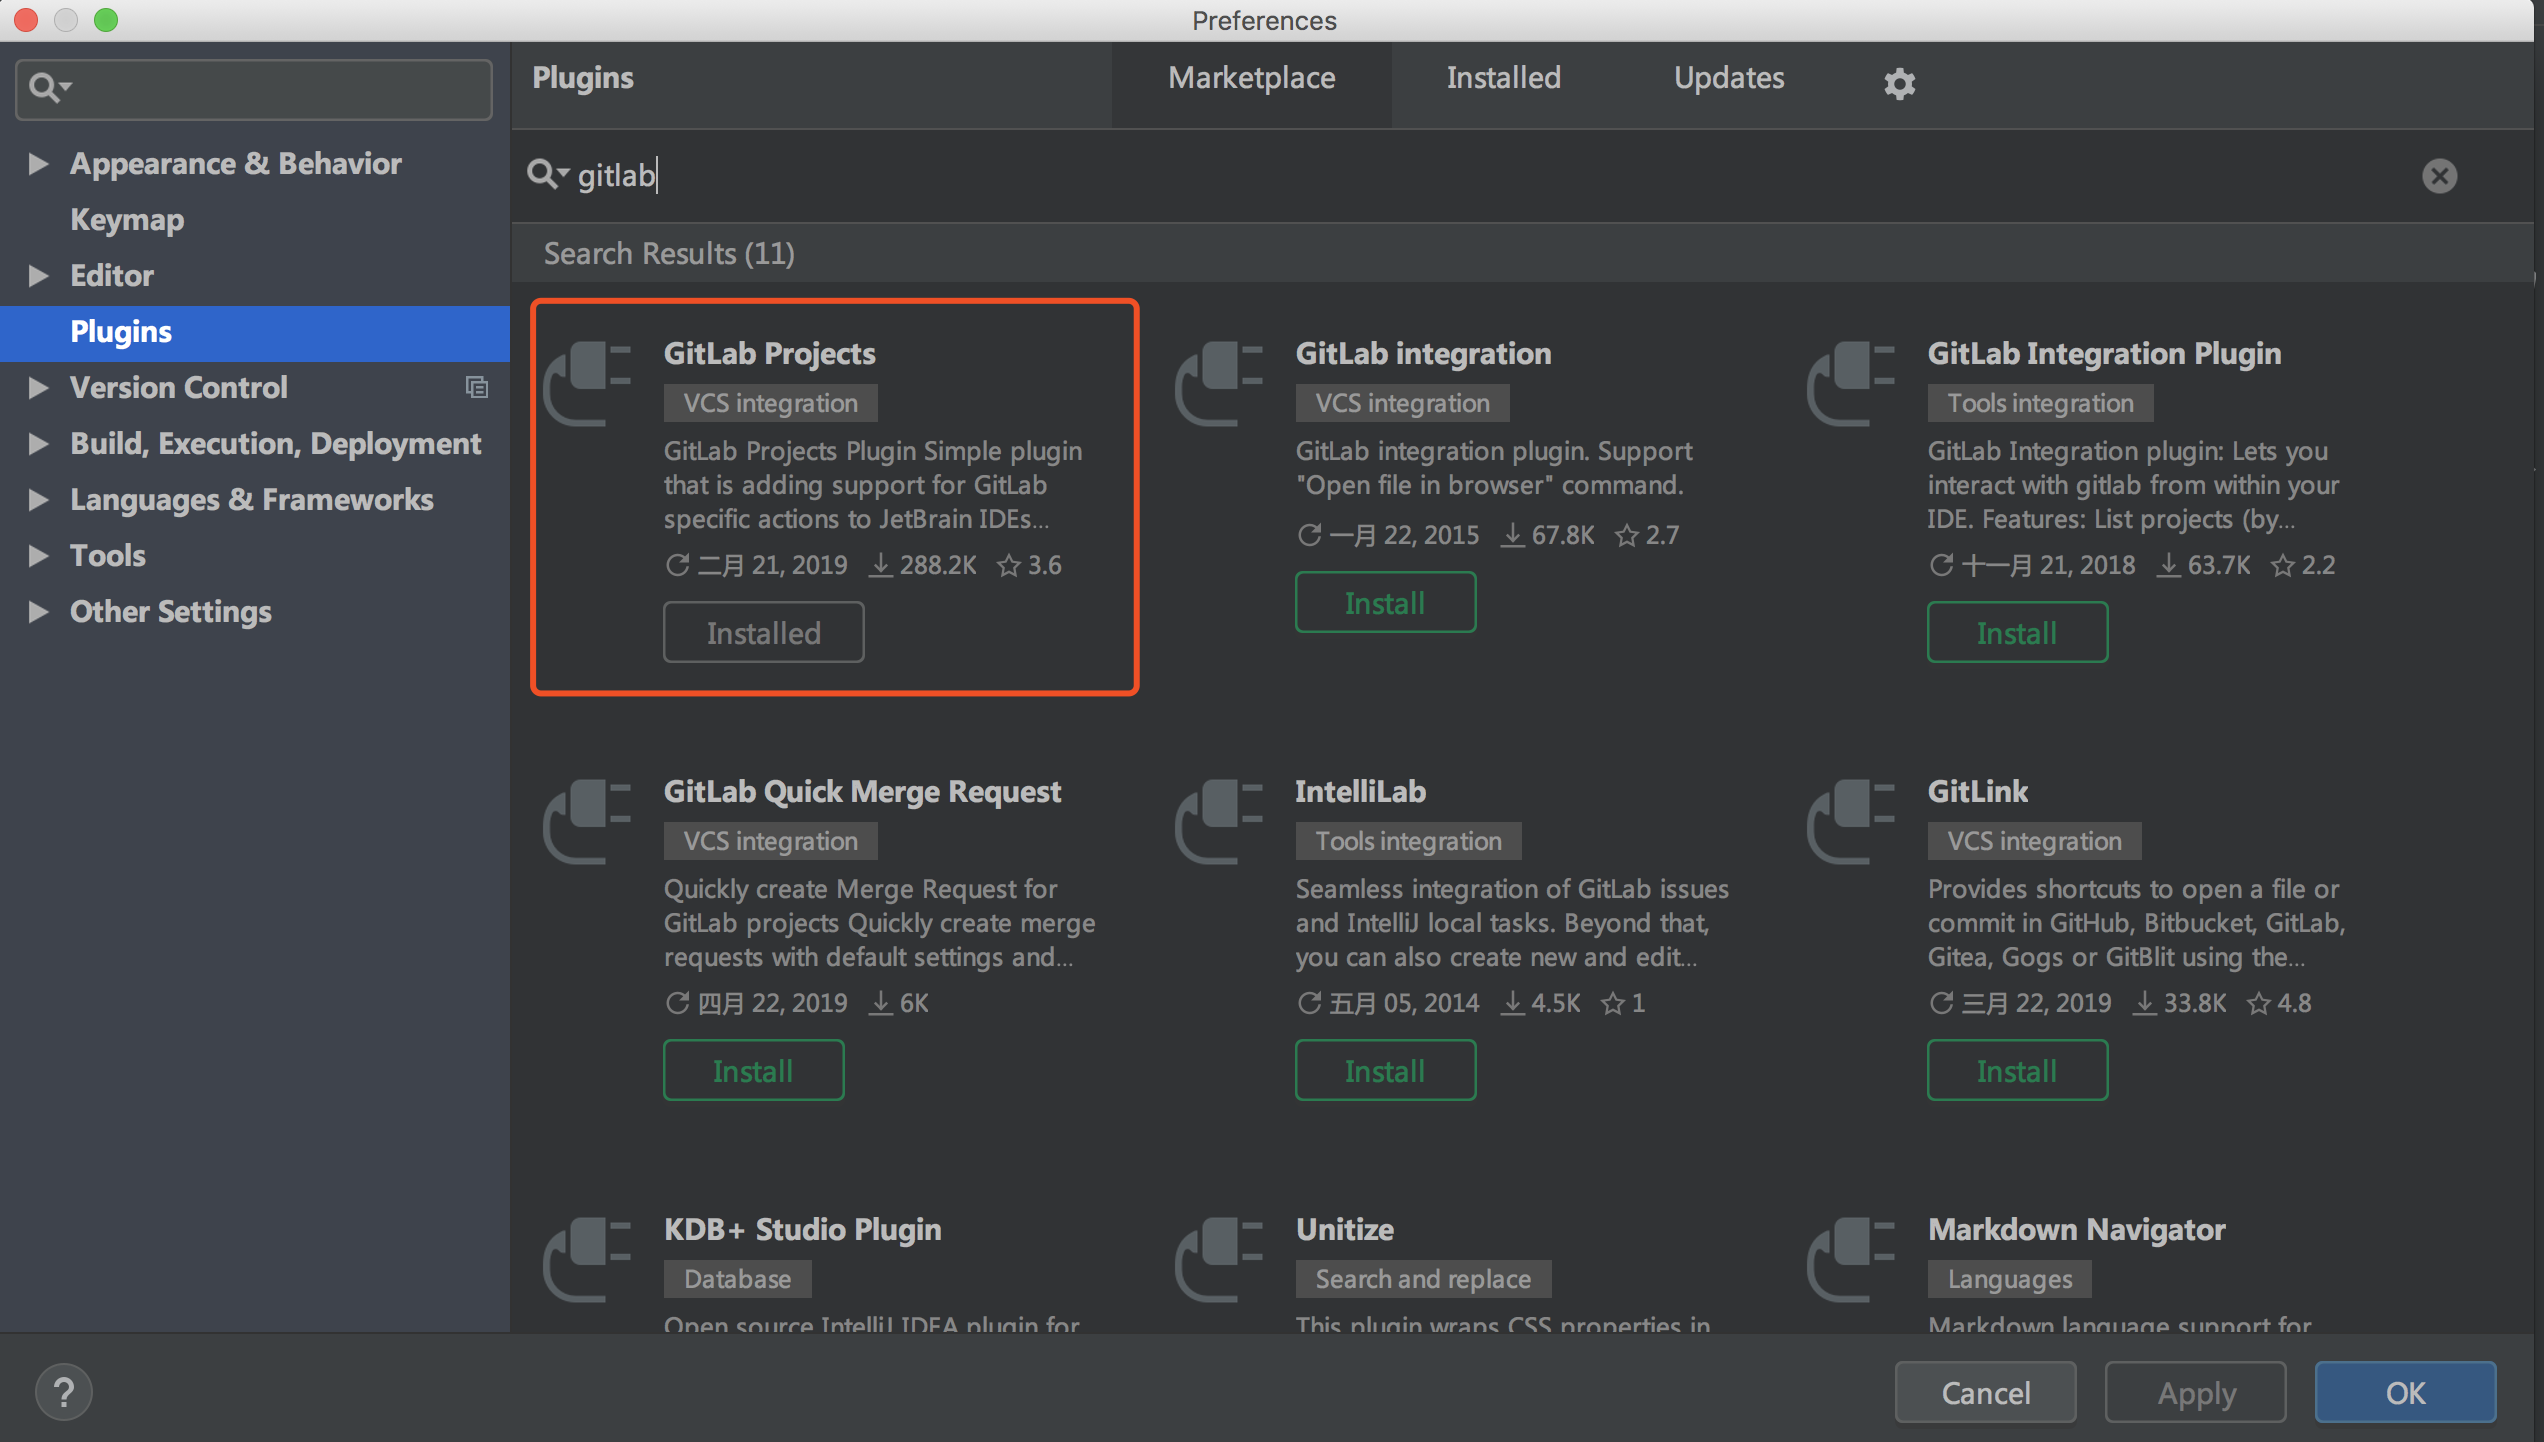 Preferences
Plugins
Marketplace
Installed
Updates
Appearance & Behavior
Keymap
Editor
Plugins
Version Control
Build, Execution, Deployment
Languages & Frameworks
Tools
Other Settings
gitlab
Search Results (11)
GitLab Projects
VCS integration
GitLab Projects Plugin Simple plugin
that is adding support for GitLab
specific actions to JetBrain IDEs...
二月 21, 2019 288.2K 3.6
Installed
GitLab integration
VCS integration
GitLab integration plugin. Support
"Open file in browser" command.
一月 22, 2015 67.8K 2.7
Install
GitLab Integration Plugin
Tools integration
GitLab Integration plugin: Lets you
interact with gitlab from within your
IDE. Features: List projects (by...
十一月 21, 2018 63.7K 2.2
Install
GitLab Quick Merge Request
VCS integration
Quickly create Merge Request for
GitLab projects Quickly create merge
requests with default settings and...
四月 22, 2019 6K
Install
IntelliLab
Tools integration
Seamless integration of GitLab issues
and IntelliJ local tasks. Beyond that,
you can also create new and edit...
五月 05, 2014 4.5K 1
Install
GitLink
VCS integration
Provides shortcuts to open a file or
commit in GitHub, Bitbucket, GitLab,
Gitea, Gogs or GitBlit using the...
三月 22, 2019 33.8K 4.8
Install
KDB+ Studio Plugin
Database
Open source IntelliJ IDEA plugin for
Unitize
Search and replace
This plugin wraps CSS properties in
Markdown Navigator
Languages
Markdown language support for
?
Cancel
Apply
OK